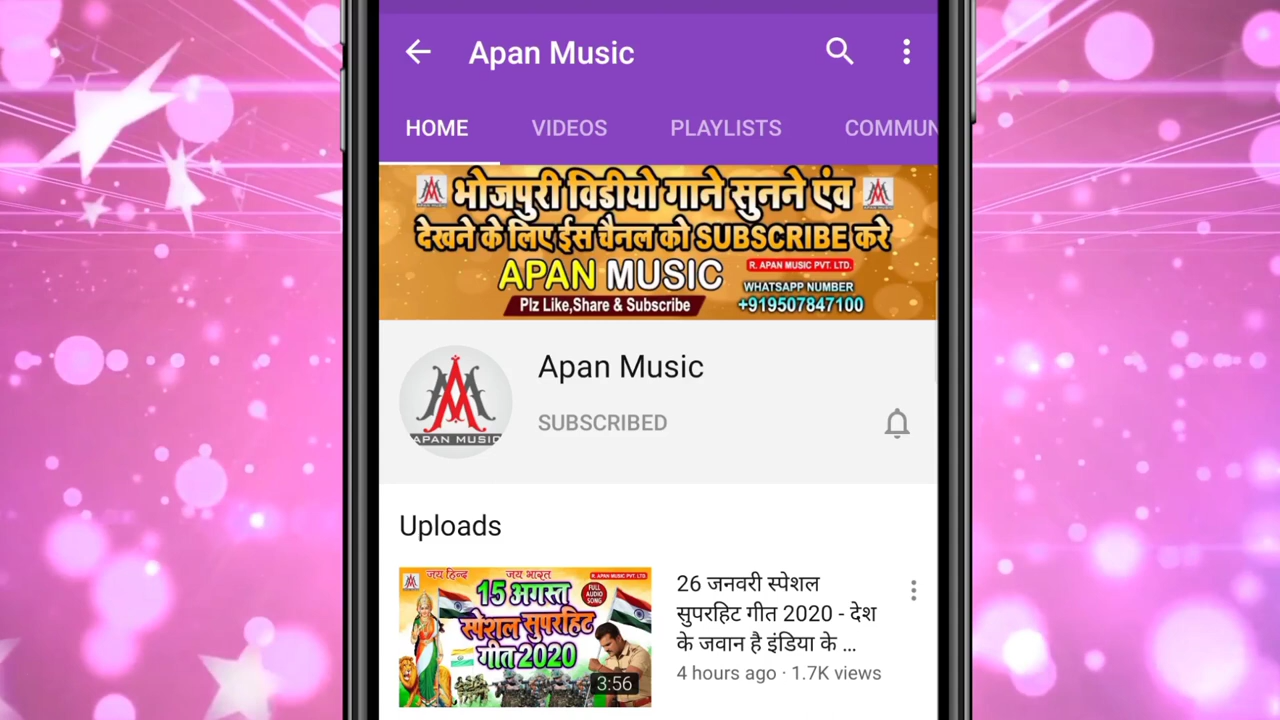 Apan Music
HOME VIDEOS PLAYLISTS COMMUN
भोजपुरी विडीयो गाने सुनने एंव
देखने के लिए ईस चैनल को SUBSCRIBE करे
APAN MUSIC
R. APAN MUSIC PVT. LTD.
WHATSAPP NUMBER
+919507847100
Plz Like,Share & Subscribe
Apan Music
SUBSCRIBED
APAN MUSIC
Uploads
जय हिन्द जय भारत
R. APAN MUSIC PVT. LTD
15 अगस्त
FULL
AUDIO
SONG
स्पेशल सुपरहिट
गीत 2020
3:56
26 जनवरी स्पेशल
सुपरहिट गीत 2020 - देश
के जवान है इंडिया के ...
4 hours ago · 1.7K views